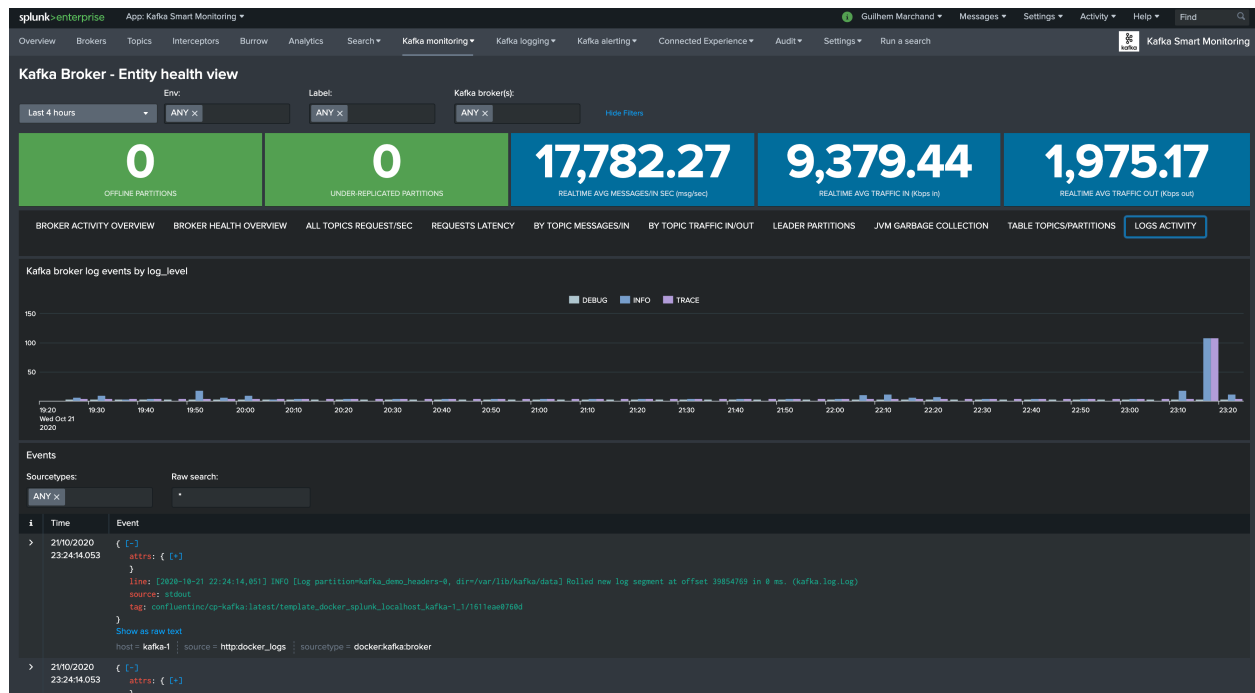 splunk>enterprise App: Kafka Smart Monitoring i Guilhem Marchand Messages Settings Activity Help Find
Overview Brokers Topics Interceptors Burrow Analytics Search Kafka monitoring Kafka logging Kafka alerting Connected Experience Audit Settings Run a search kafka Kafka Smart Monitoring
Kafka Broker - Entity health view
Env: Label: Kafka broker(s):
Last 4 hours ANY × ANY × ANY × Hide Filters
0 0 17,782.27 9,379.44 1,975.17
OFFLINE PARTITIONS UNDER-REPLICATED PARTITIONS REALTIME AVG MESSAGES/IN SEC (msg/sec) REALTIME AVG TRAFFIC IN (Kbps in) REALTIME AVG TRAFFIC OUT (Kbps out)
BROKER ACTIVITY OVERVIEW BROKER HEALTH OVERVIEW ALL TOPICS REQUEST/SEC REQUESTS LATENCY BY TOPIC MESSAGES/IN BY TOPIC TRAFFIC IN/OUT LEADER PARTITIONS JVM GARBAGE COLLECTION TABLE TOPICS/PARTITIONS LOGS ACTIVITY
Kafka broker log events by log_level
DEBUG INFO TRACE
150
100
50
19:20 19:30 19:40 19:50 20:00 20:10 20:20 20:30 20:40 20:50 21:00 21:10 21:20 21:30 21:40 21:50 22:00 22:10 22:20 22:30 22:40 22:50 23:00 23:10 23:20
Wed Oct 21
2020
Events
Sourcetypes: Raw search:
ANY × *
i Time Event
> 21/10/2020 { [-]
23:24:14.053 attrs: { [+]
}
line: [2020-10-21 22:24:14,051] INFO [Log partition=kafka_demo_headers-0, dir=/var/lib/kafka/data] Rolled new log segment at offset 39854769 in 0 ms. (kafka.log.Log)
source: stdout
tag: confluentinc/cp-kafka:latest/template_docker_splunk_localhost_kafka-1_1/1611eae0760d
}
Show as raw text
host = kafka-1 source = http:docker_logs sourcetype = docker:kafka:broker
> 21/10/2020 { [-]
23:24:14.053 attrs: { [+]
}